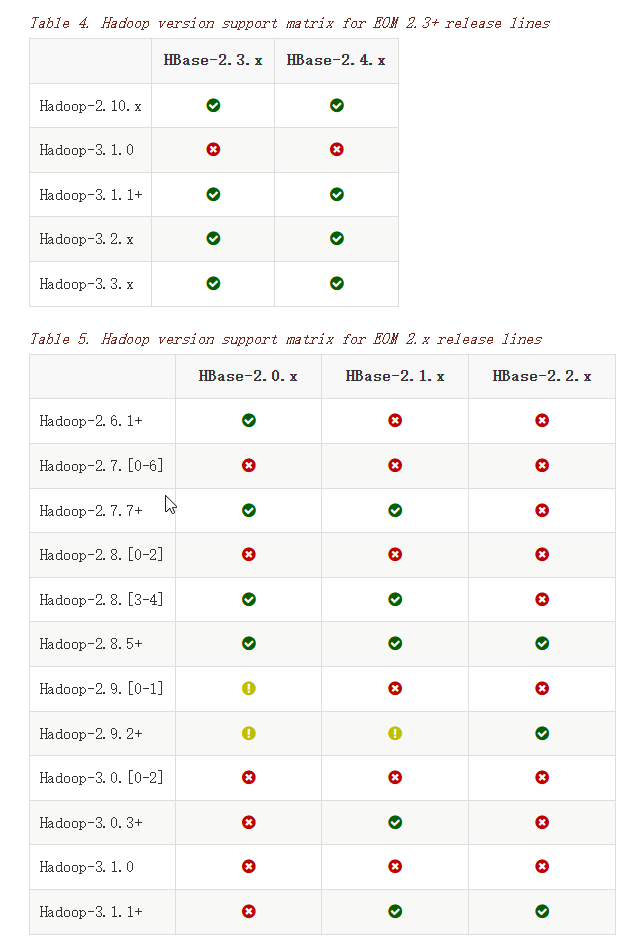 Table 4. Hadoop version support matrix for EOM 2.3+ release lines
HBase-2.3.x HBase-2.4.x
Hadoop-2.10.x
Hadoop-3.1.0
Hadoop-3.1.1+
Hadoop-3.2.x
Hadoop-3.3.x
Table 5. Hadoop version support matrix for EOM 2.x release lines
HBase-2.0.x HBase-2.1.x HBase-2.2.x
Hadoop-2.6.1+
Hadoop-2.7.[0-6]
Hadoop-2.7.7+
Hadoop-2.8.[0-2]
Hadoop-2.8.[3-4]
Hadoop-2.8.5+
Hadoop-2.9.[0-1]
Hadoop-2.9.2+
Hadoop-3.0.[0-2]
Hadoop-3.0.3+
Hadoop-3.1.0
Hadoop-3.1.1+